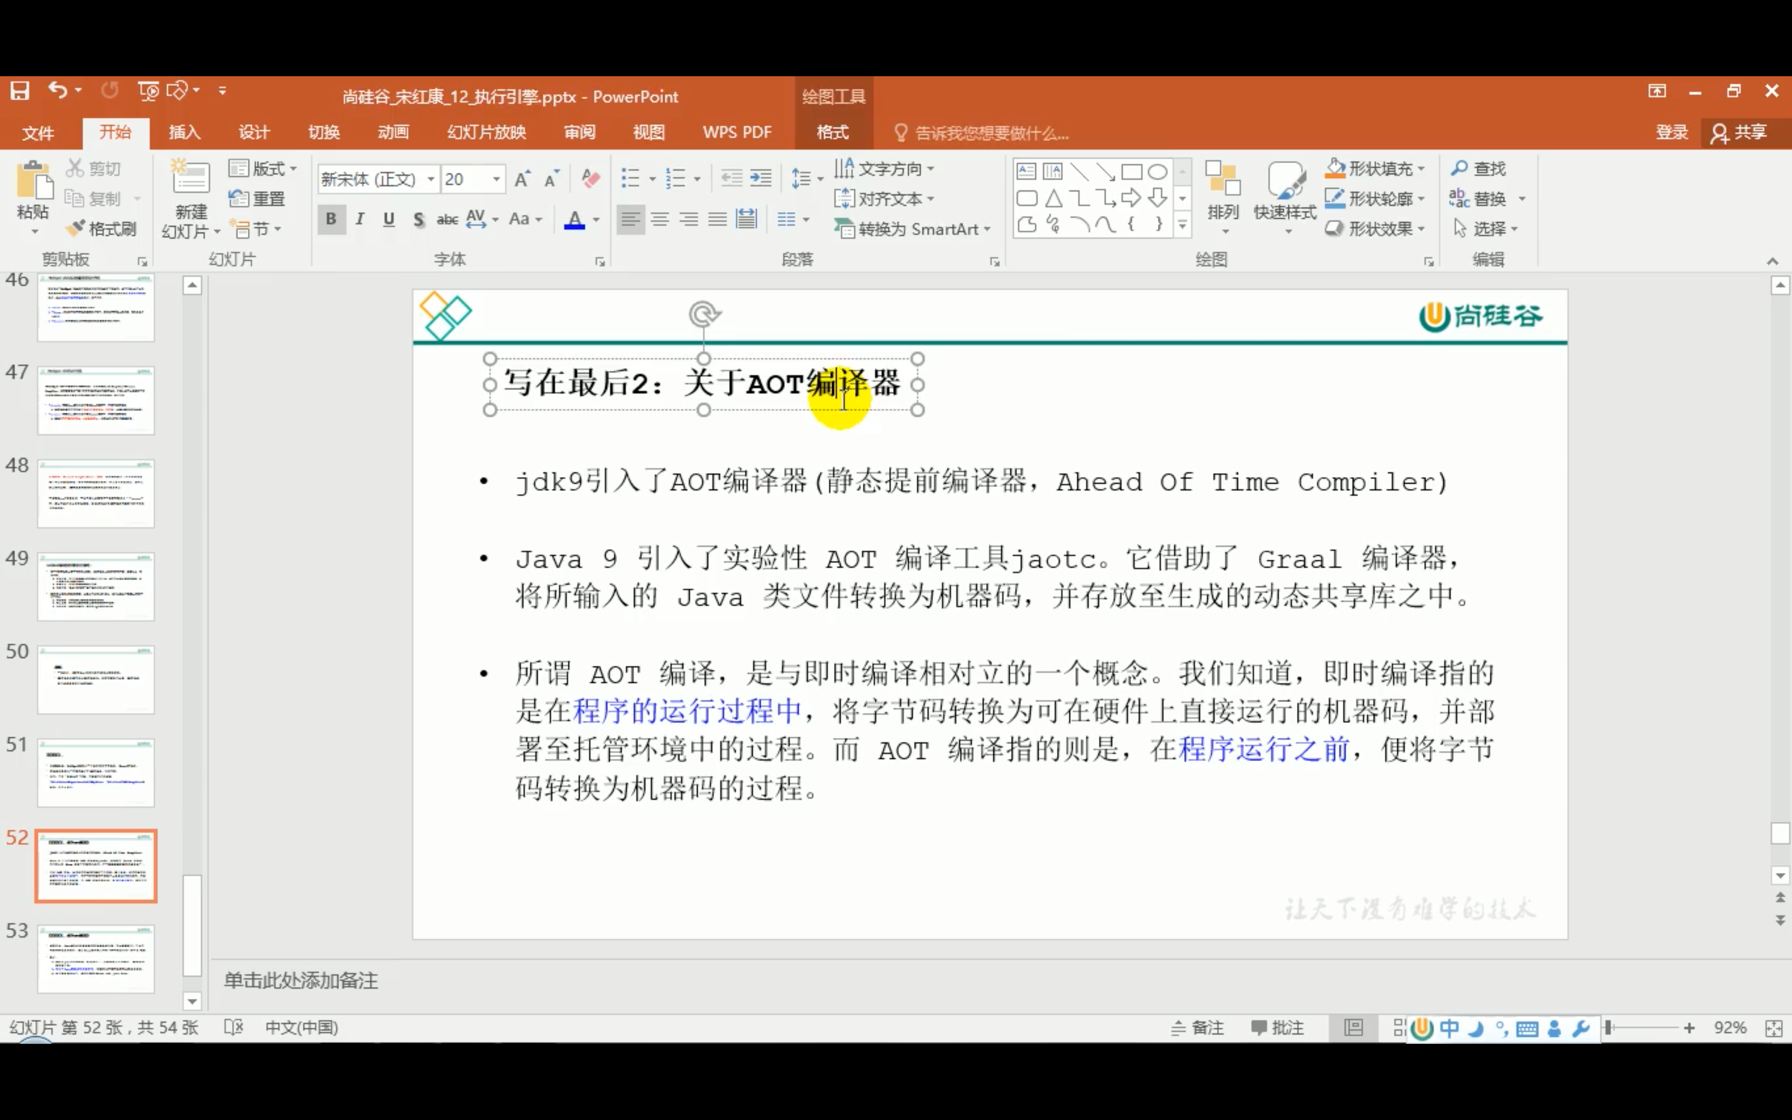 尚硅谷_宋红康_12_执行引擎.pptx - PowerPoint
绘图工具
文件 开始 插入 设计 切换 动画 幻灯片放映 审阅 视图 WPS PDF 格式 告诉我您想要做什么... 登录 共享
粘贴
剪切
复制
格式刷
剪贴板
新建
幻灯片
版式
重置
节
幻灯片
新宋体 (正文) 20
B I U S abc AV Aa A
字体
文字方向
对齐文本
转换为 SmartArt
段落
排列
快速样式
形状填充
形状轮廓
形状效果
绘图
查找
替换
选择
编辑
46
47
48
49
50
51
52
53
尚硅谷
写在最后2：关于AOT编译器
• jdk9引入了AOT编译器(静态提前编译器，Ahead Of Time Compiler)
• Java 9 引入了实验性 AOT 编译工具jaotc。它借助了 Graal 编译器，
将所输入的 Java 类文件转换为机器码，并存放至生成的动态共享库之中。
• 所谓 AOT 编译，是与即时编译相对立的一个概念。我们知道，即时编译指的
是在程序的运行过程中，将字节码转换为可在硬件上直接运行的机器码，并部
署至托管环境中的过程。而 AOT 编译指的则是，在程序运行之前，便将字节
码转换为机器码的过程。
让天下没有难学的技术
单击此处添加备注
幻灯片 第 52 张，共 54 张 中文(中国) 备注 批注 中 92%